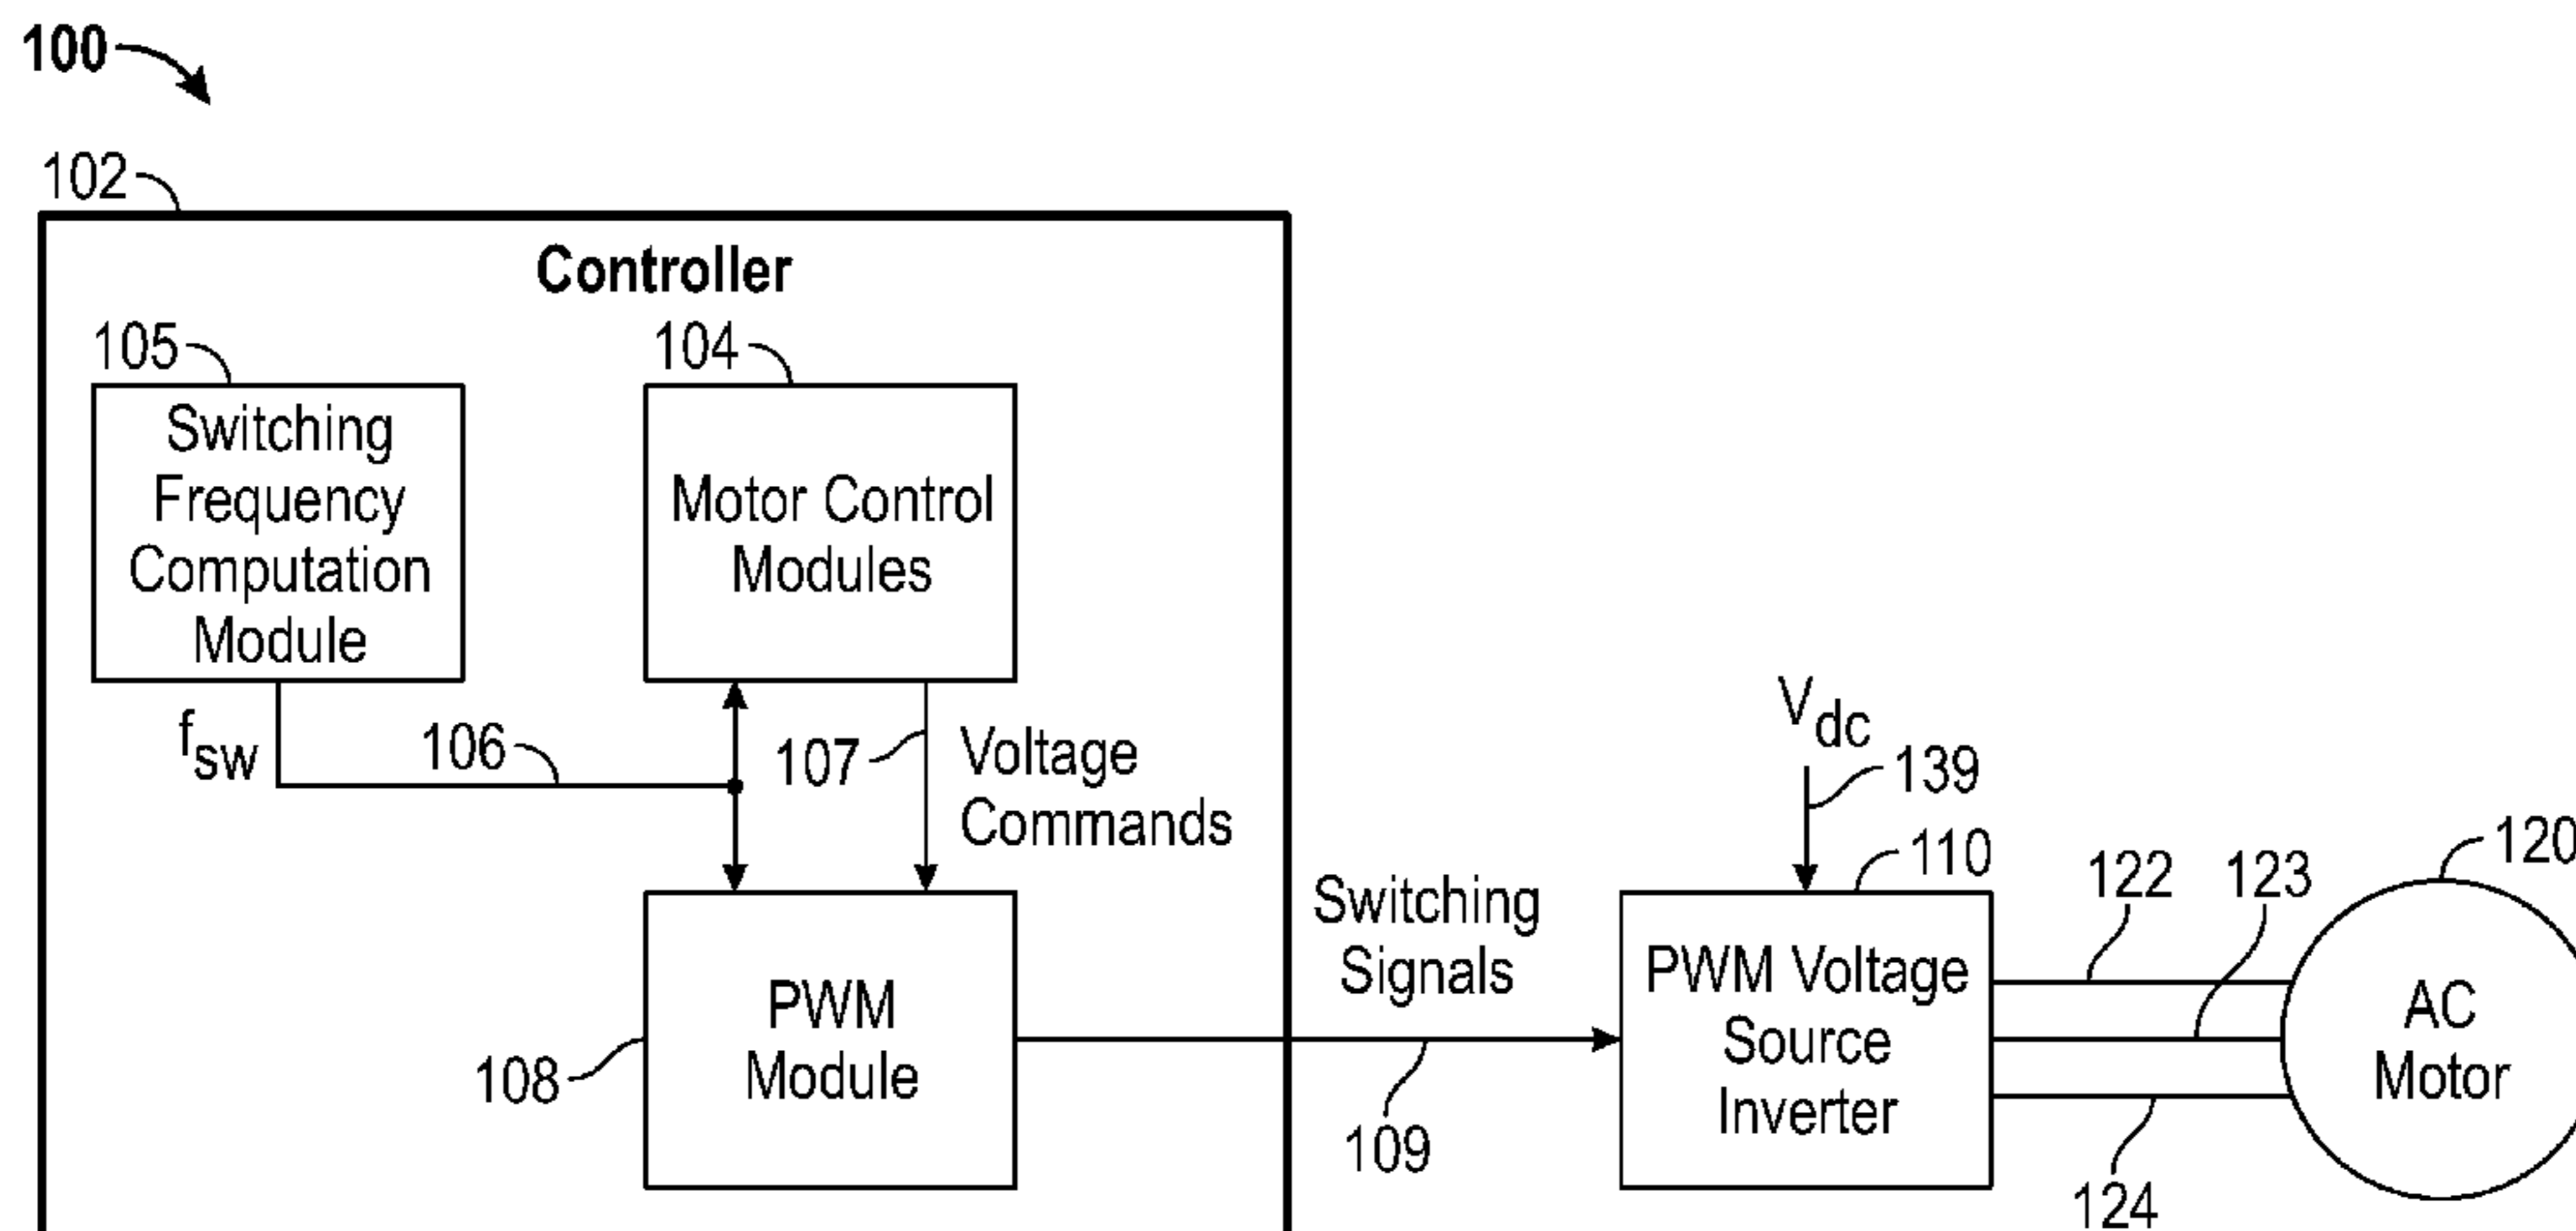 100
102
Controller
105
104
Switching
Frequency
Computation
Module
Motor Control
Modules
fsw
106
107
Voltage
Commands
Vdc
139
110
120
122
123
Switching
Signals
108
PWM
Module
PWM Voltage
Source
Inverter
AC
Motor
109
124